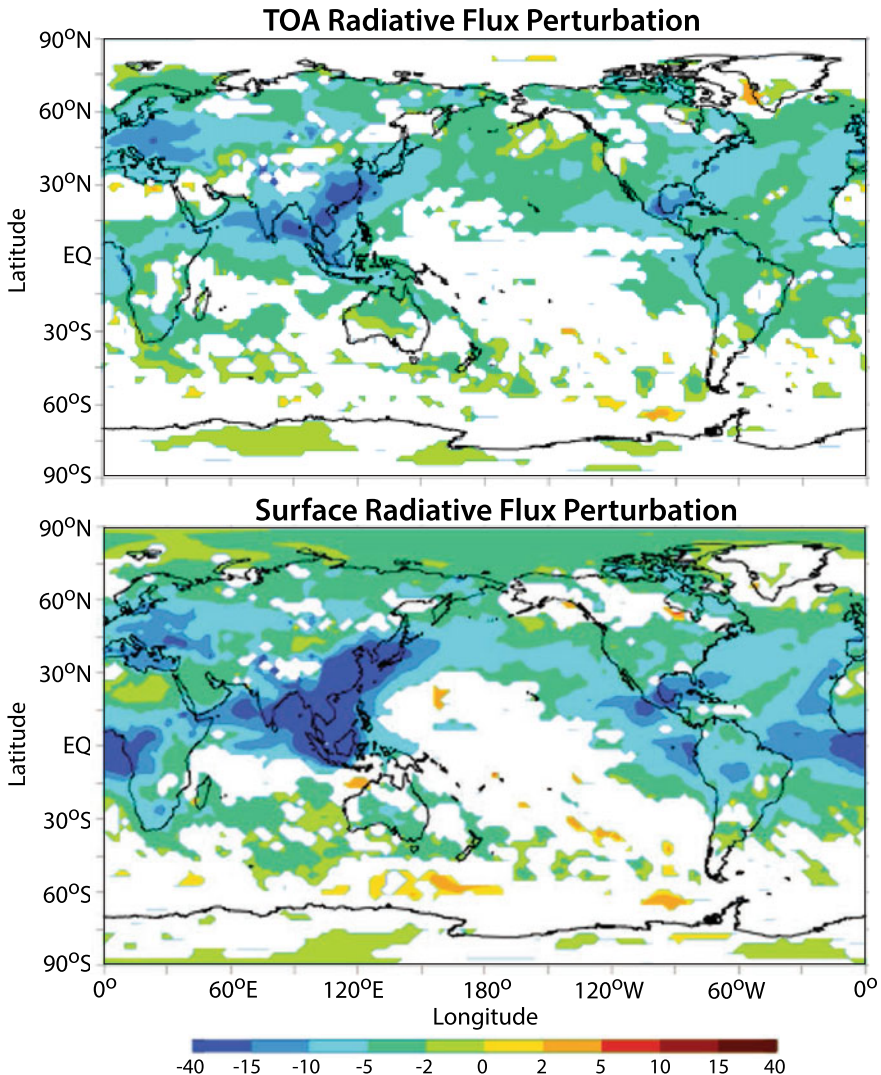 TOA Radiative Flux Perturbation
90°N
60°N
30°N
EQ
30°S
60°S
90°S
Latitude
Surface Radiative Flux Perturbation
90°N
60°N
30°N
EQ
30°S
60°S
90°S
Latitude
0° 60°E 120°E 180° 120°W 60°W 0°
Longitude
-40 -15 -10 -5 -2 0 2 5 10 15 40